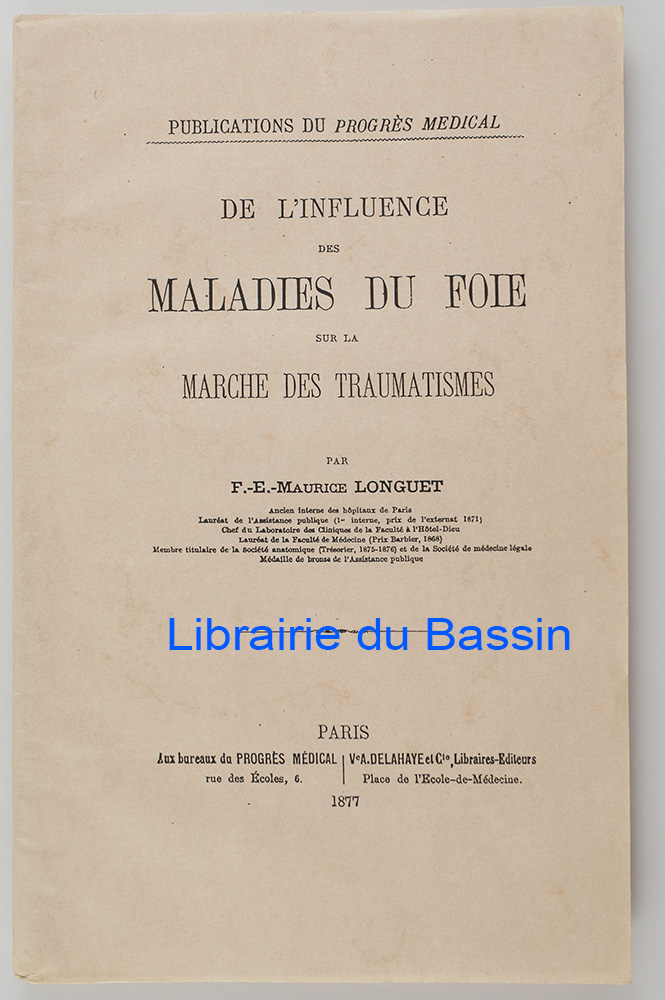 PUBLICATIONS DU PROGRÈS MEDICAL
DE L'INFLUENCE
DES
MALADIES DU FOIE
SUR LA
MARCHE DES TRAUMATISMES
PAR
F.-E.-MAURICE LONGUET
Ancien interne des hôpitaux de Paris
Lauréat de l'Assistance publique (1er interne, prix de l'externat 1871)
Chef du Laboratoire des Cliniques de la Faculté à l'Hôtel-Dieu
Lauréat de la Faculté de Médecine (Prix Barbier, 1868)
Membre titulaire de la Société anatomique (Trésorier, 1875-1876) et de la Société de médecine légale
Médaille de bronze de l'Assistance publique
Librairie du Bassin
PARIS
Aux bureaux du PROGRÈS MÉDICAL
rue des Écoles, 6.
Ve A. DELAHAYE et Cie, Libraires-Editeurs
Place de l'Ecole-de-Médecine.
1877